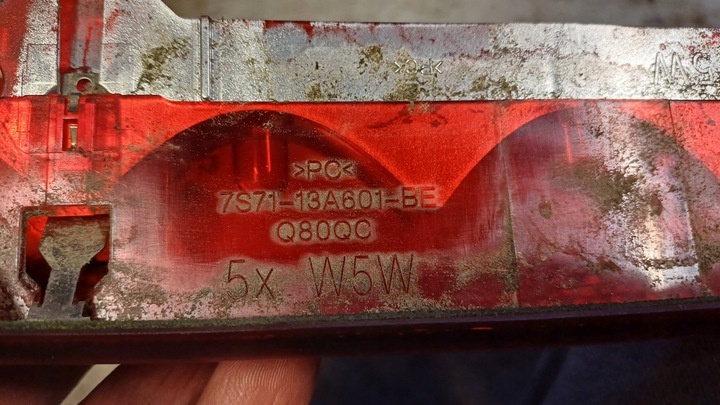 >PC<
7S71-13A601-BE
Q80QC
5x W5W